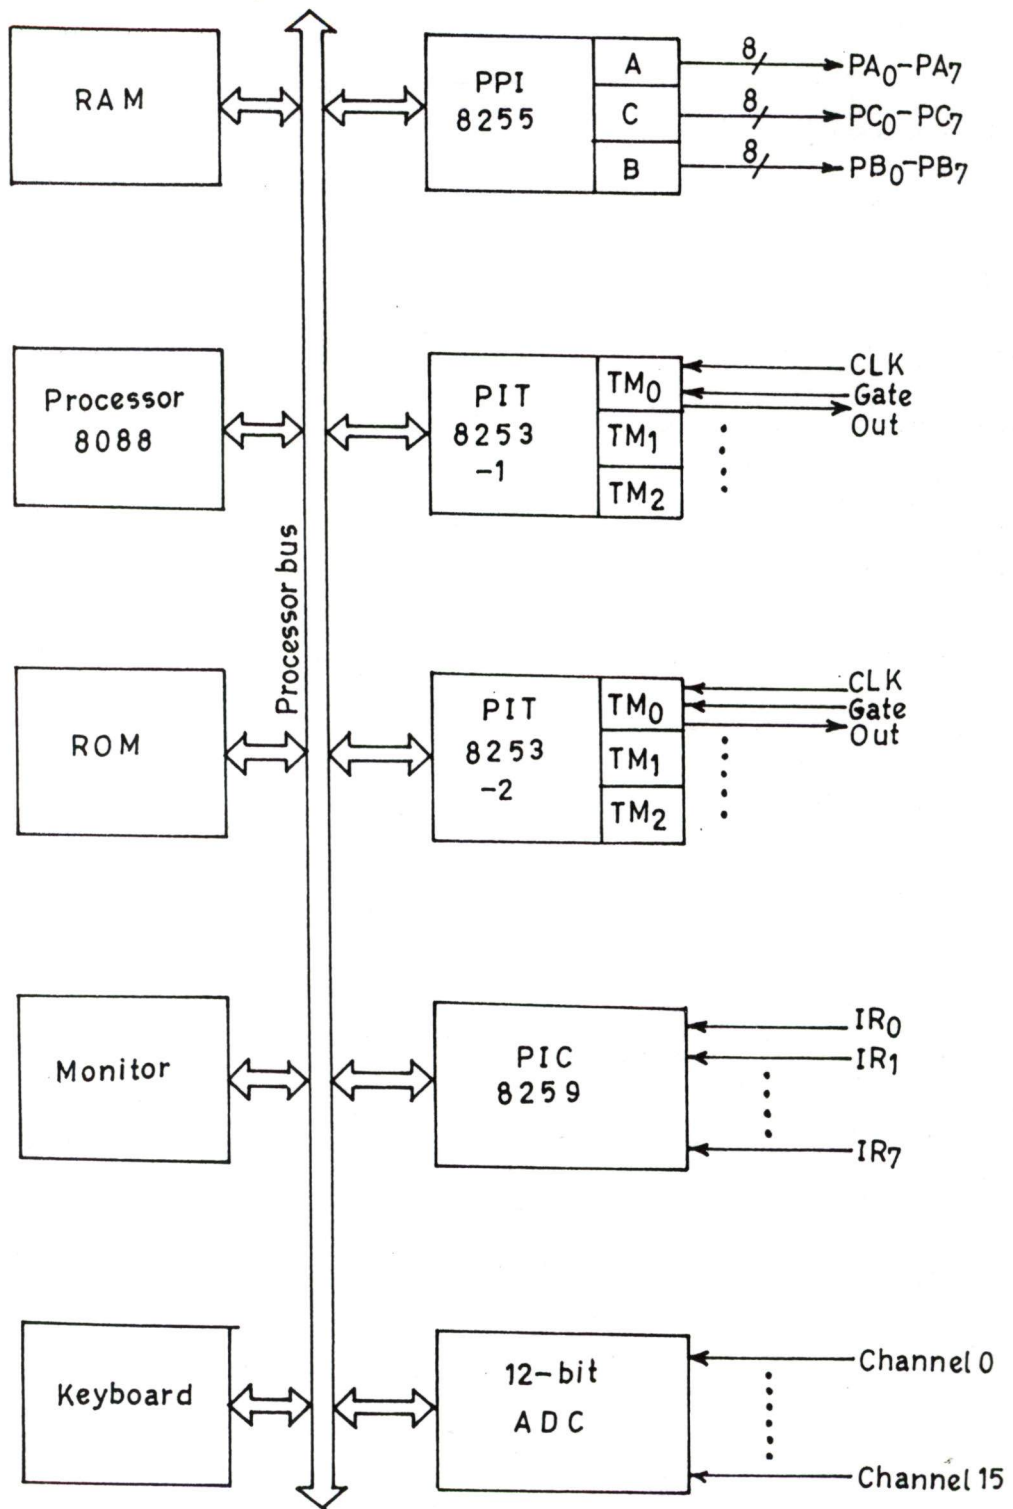 RAM
PPI
8255
A
C
B
8
8
8
PA₀-PA₇
PC₀-PC₇
PB₀-PB₇
Processor
8088
PIT
8253
-1
TM₀
TM₁
TM₂
CLK
Gate
Out
Processor bus
ROM
PIT
8253
-2
TM₀
TM₁
TM₂
CLK
Gate
Out
Monitor
PIC
8259
IR₀
IR₁
IR₇
Keyboard
12-bit
ADC
Channel 0
Channel 15